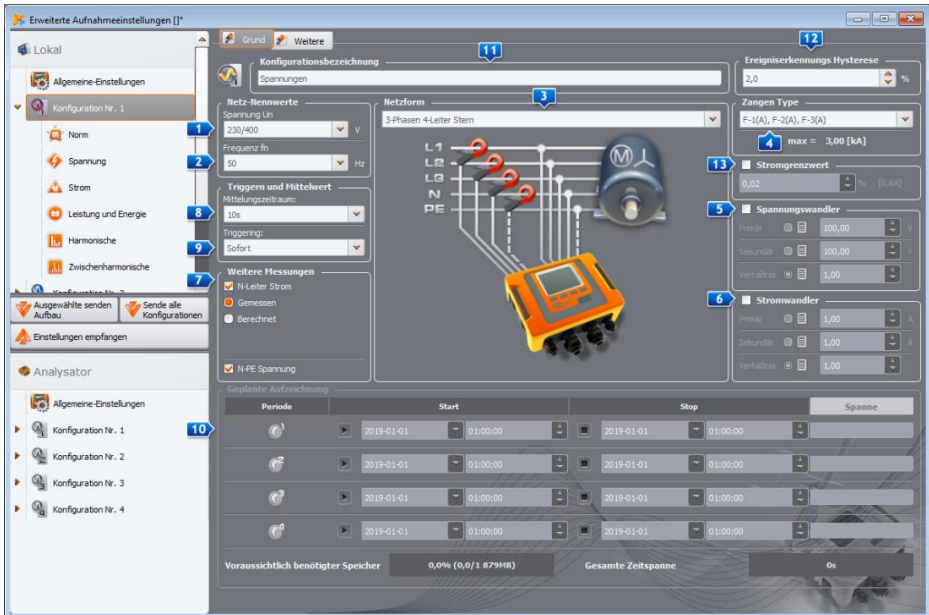 Erweiterte Aufnahmeeinstellungen []*
Lokal
Allgemeine-Einstellungen
Konfiguration Nr. 1
Norm
Spannung
Strom
Leistung und Energie
Harmonische
Zwischenharmonische
Ausgewählte senden Aufbau
Sende alle Konfigurationen
Einstellungen empfangen
Analysator
Allgemeine-Einstellungen
Konfiguration Nr. 1
Konfiguration Nr. 2
Konfiguration Nr. 3
Konfiguration Nr. 4
Grund
Weitere
11
Konfigurationsbezeichnung
Spannungen
12
Ereigniserkennungs Hysterese
2,0 %
Netz-Nennwerte
Spannung Un
1
230/400 V
Frequenz fn
2
50 Hz
Triggern und Mittelwert
Mittelungszeitraum:
8
10s
Triggering:
9
Sofort
7
Weitere Messungen
N-Leiter Strom
Gemessen
Berechnet
N-PE Spannung
Netzform
3
3-Phasen 4-Leiter Stern
L1
L2
L3
N
PE
M
Zangen Type
F-1(A), F-2(A), F-3(A)
4
max = 3,00 [kA]
13
Stromgrenzwert
0,02 % [0,6A]
5
Spannungswandler
Primär 100,00 V
Sekundär 100,00 V
Verhältnis 1,00
6
Stromwandler
Primär 1,00 A
Sekundär 1,00 A
Verhältnis 1,00
Geplante Aufzeichnung
Periode Start Stop Spanne
10
1 2019-01-01 01:00:00 2019-01-01 01:00:00
2019-01-01 01:00:00 2019-01-01 01:00:00
2019-01-01 01:00:00 2019-01-01 01:00:00
2019-01-01 01:00:00 2019-01-01 01:00:00
Voraussichtlich benötigter Speicher 0,0% (0,0/1 879MB) Gesamte Zeitspanne 0s